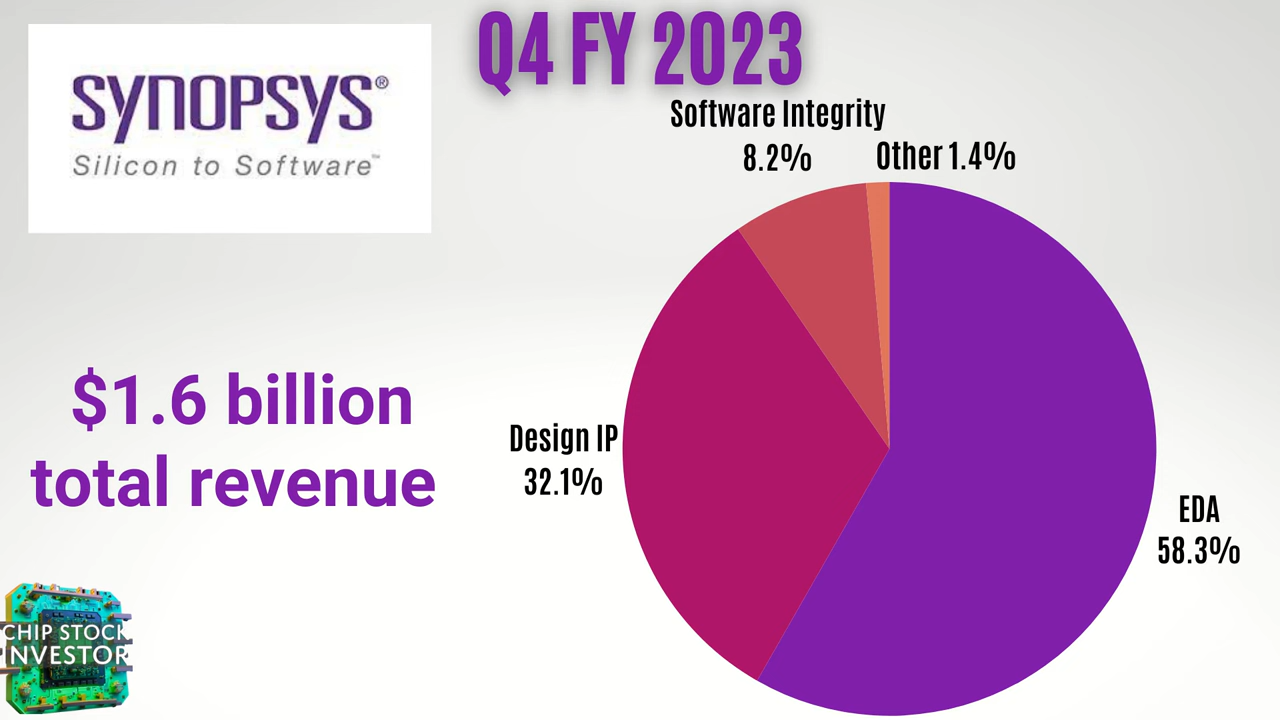 Q4 FY 2023
SYNOPSYS®
Silicon to Software™
Software Integrity
8.2%
Other 1.4%
$1.6 billion
total revenue
Design IP
32.1%
EDA
58.3%
CHIP STOCK
INVESTOR